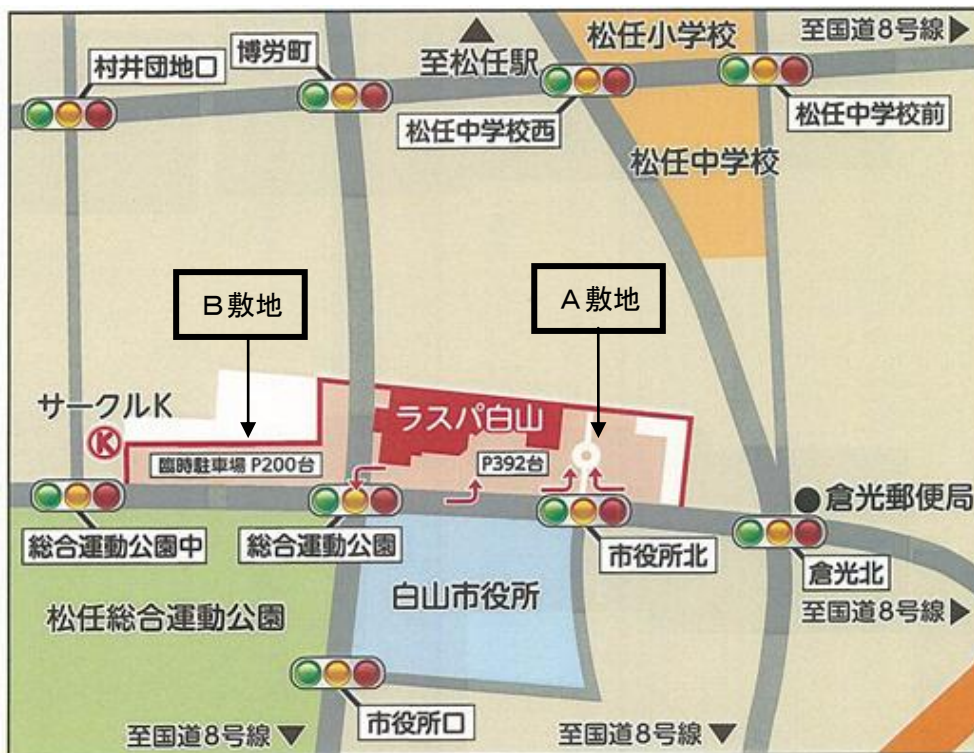 松任小学校
至国道8号線▶
博労町
村井団地口
▲
至松任駅
松任中学校西
松任中学校前
松任中学校
B敷地
A敷地
サークルK
K
ラスパ白山
臨時駐車場 P200台
P392台
倉光郵便局
総合運動公園中
総合運動公園
市役所北
倉光北
白山市役所
松任総合運動公園
至国道8号線▶
市役所口
至国道8号線▼
至国道8号線▼